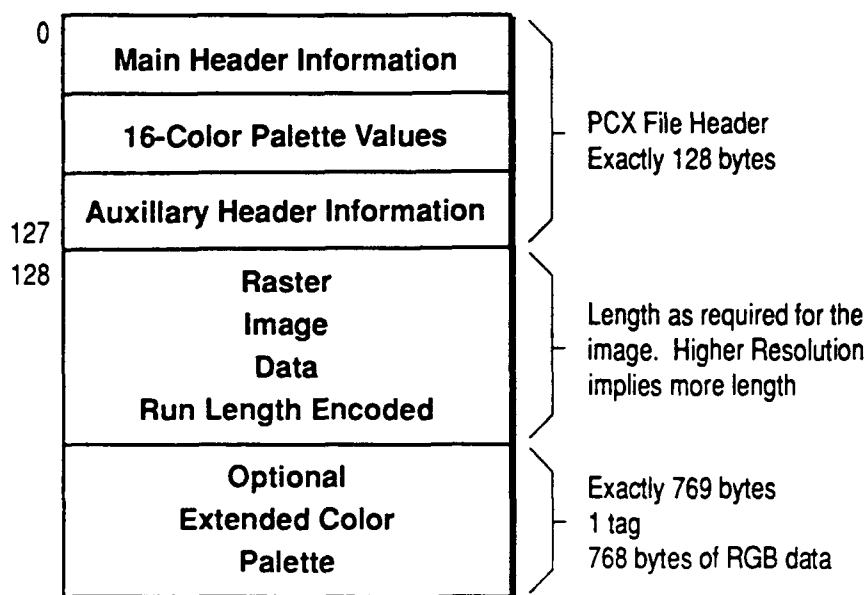 0
Main Header Information
16-Color Palette Values
PCX File Header
Exactly 128 bytes
Auxillary Header Information
127
128
Raster
Image
Data
Run Length Encoded
Length as required for the
image. Higher Resolution
implies more length
Optional
Extended Color
Palette
Exactly 769 bytes
1 tag
768 bytes of RGB data